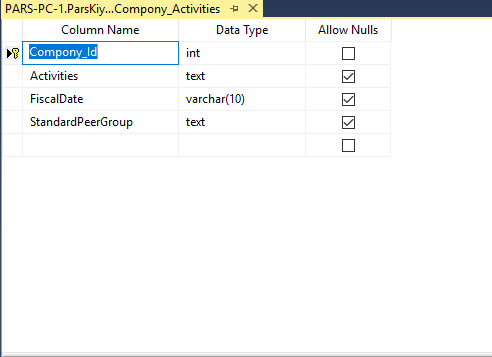 PARS-PC-1.ParsKiy...Compony_Activities
Column Name Data Type Allow Nulls
Compony_Id int
Activities text
FiscalDate varchar(10)
StandardPeerGroup text